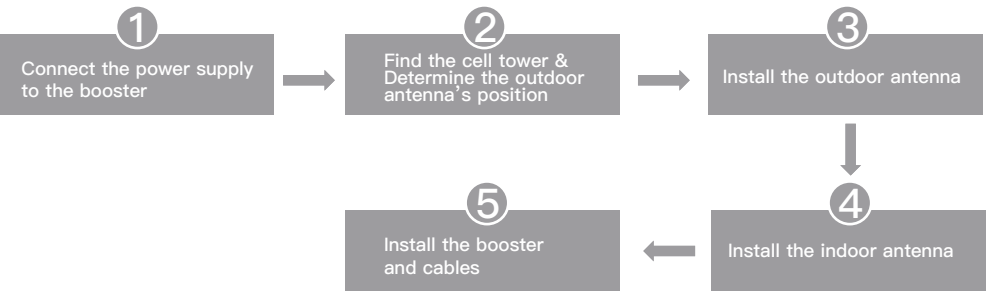 1
Connect the power supply
to the booster
2
Find the cell tower &
Determine the outdoor
antenna's position
3
Install the outdoor antenna
4
Install the indoor antenna
5
Install the booster
and cables